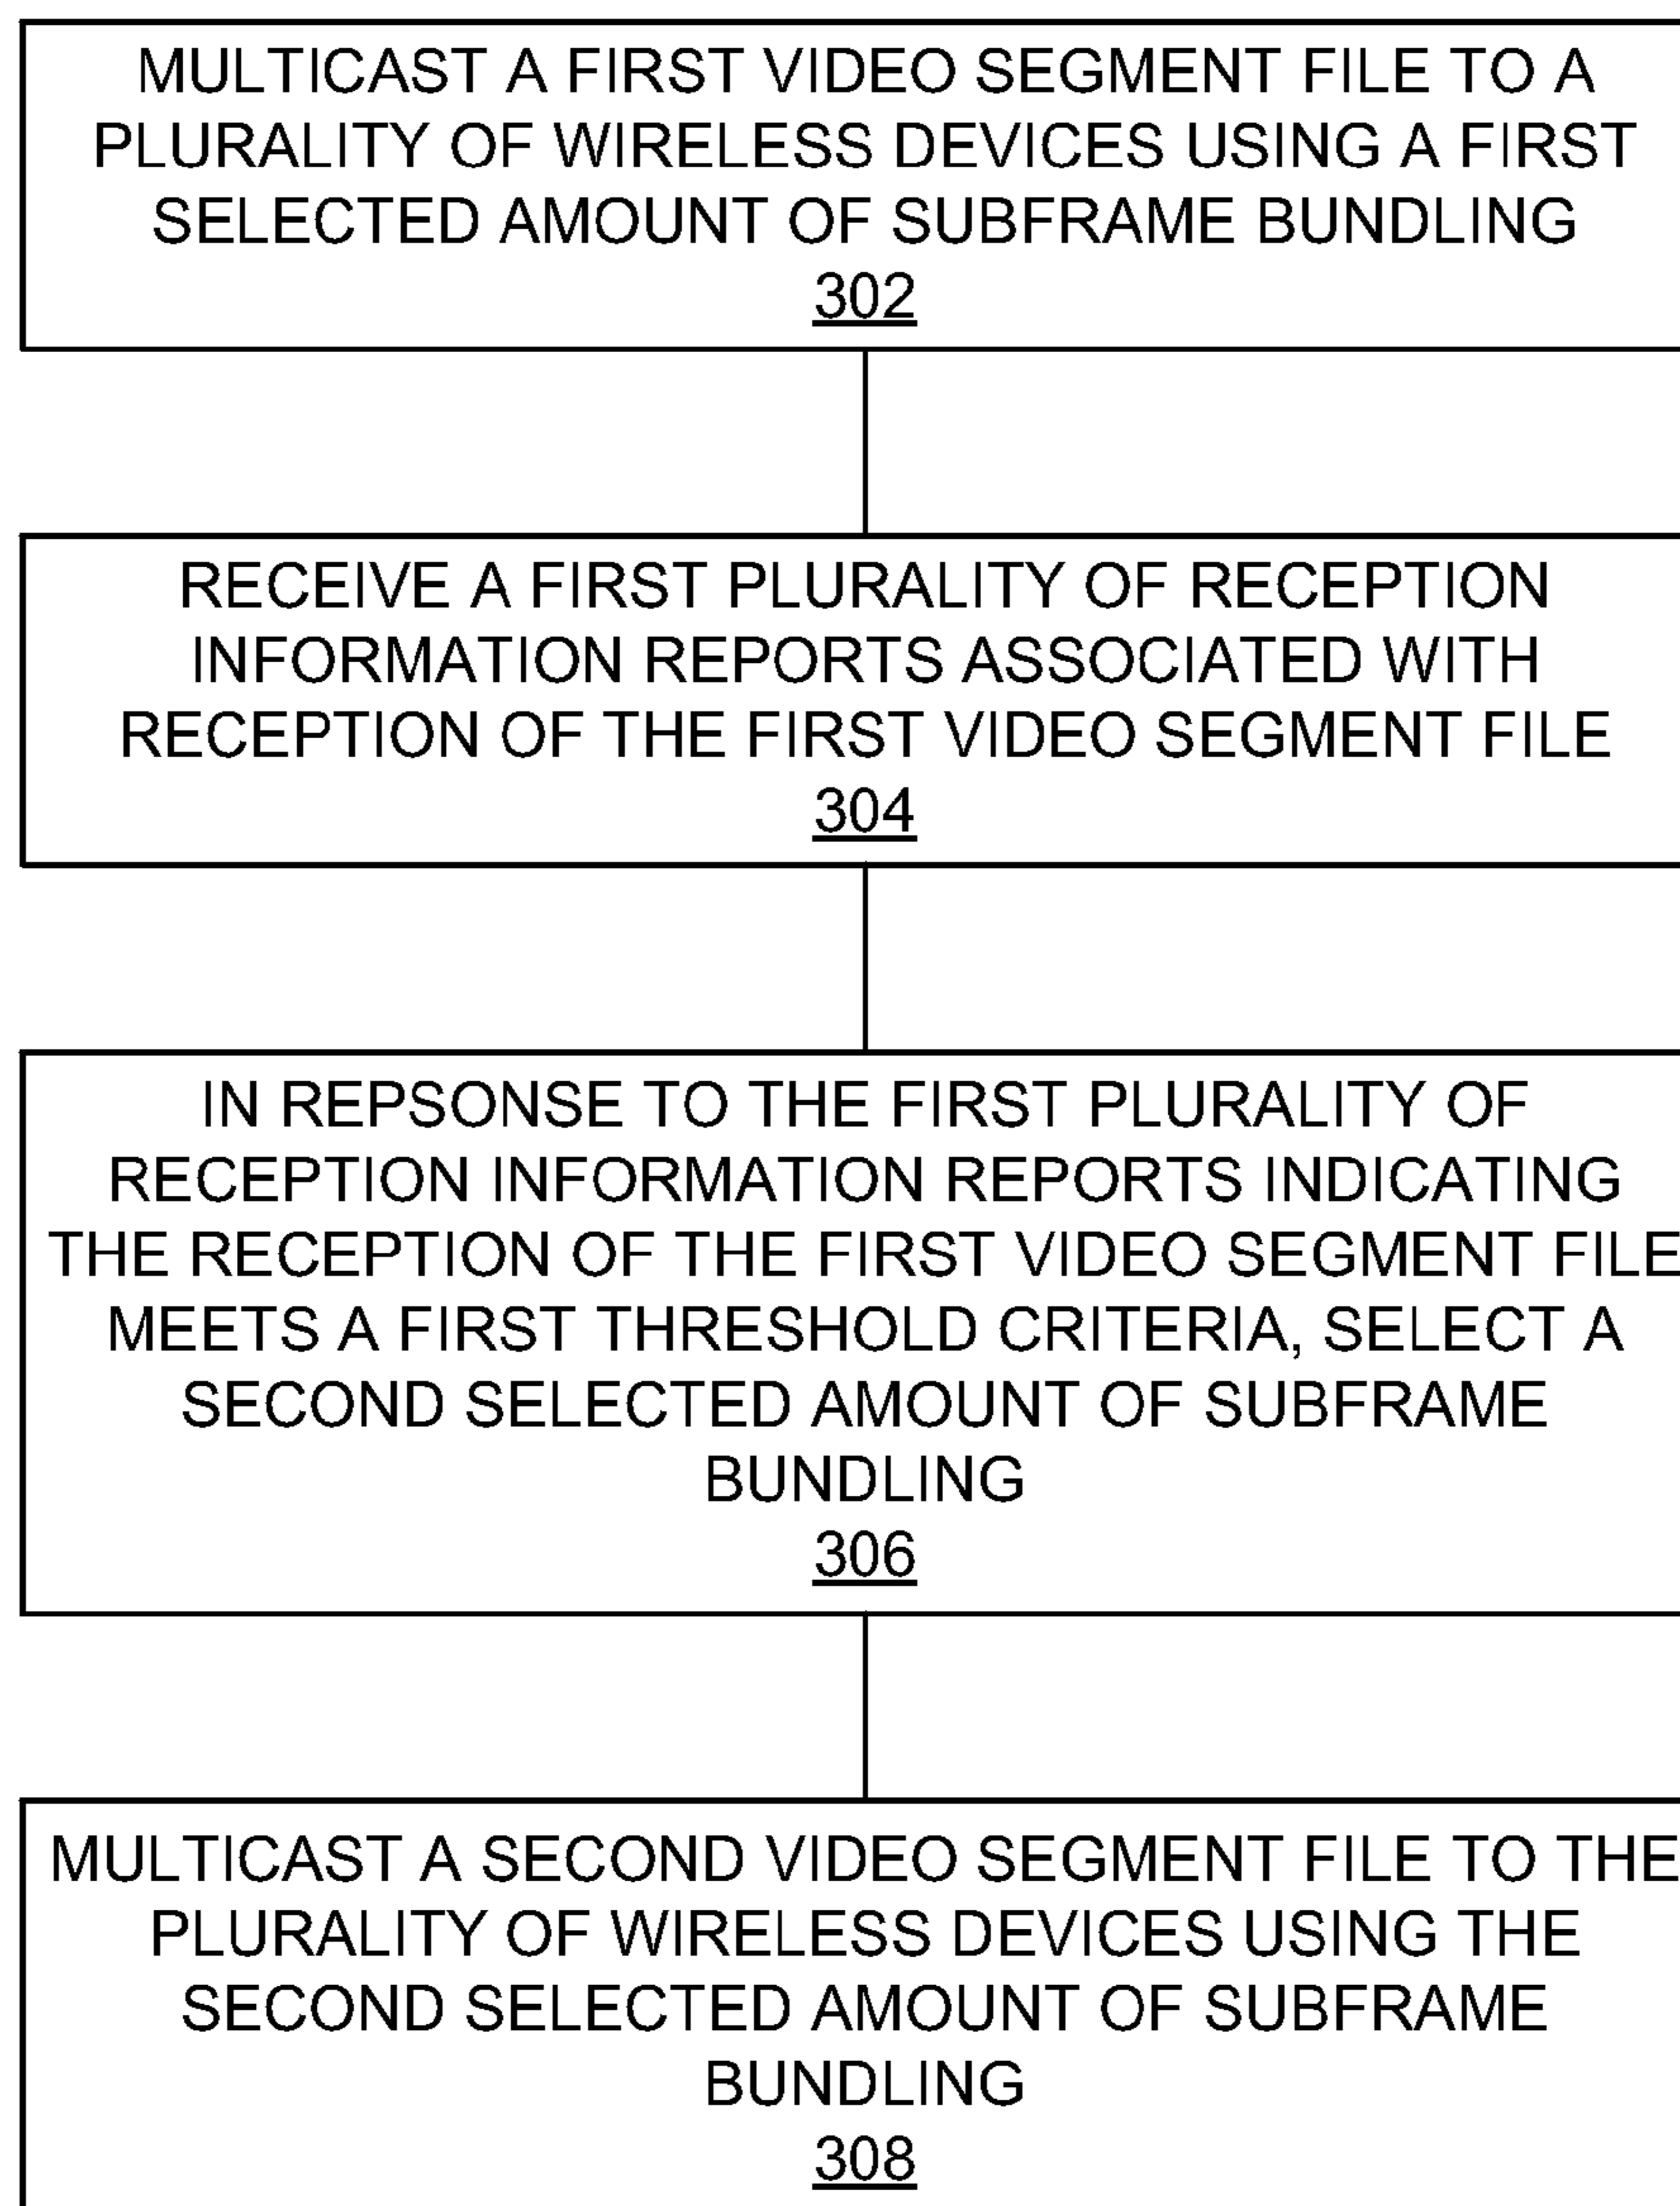 MULTICAST A FIRST VIDEO SEGMENT FILE TO A
PLURALITY OF WIRELESS DEVICES USING A FIRST
SELECTED AMOUNT OF SUBFRAME BUNDLING
302
RECEIVE A FIRST PLURALITY OF RECEPTION
INFORMATION REPORTS ASSOCIATED WITH
RECEPTION OF THE FIRST VIDEO SEGMENT FILE
304
IN REPSONSE TO THE FIRST PLURALITY OF
RECEPTION INFORMATION REPORTS INDICATING
THE RECEPTION OF THE FIRST VIDEO SEGMENT FILE
MEETS A FIRST THRESHOLD CRITERIA, SELECT A
SECOND SELECTED AMOUNT OF SUBFRAME
BUNDLING
306
MULTICAST A SECOND VIDEO SEGMENT FILE TO THE
PLURALITY OF WIRELESS DEVICES USING THE
SECOND SELECTED AMOUNT OF SUBFRAME
BUNDLING
308